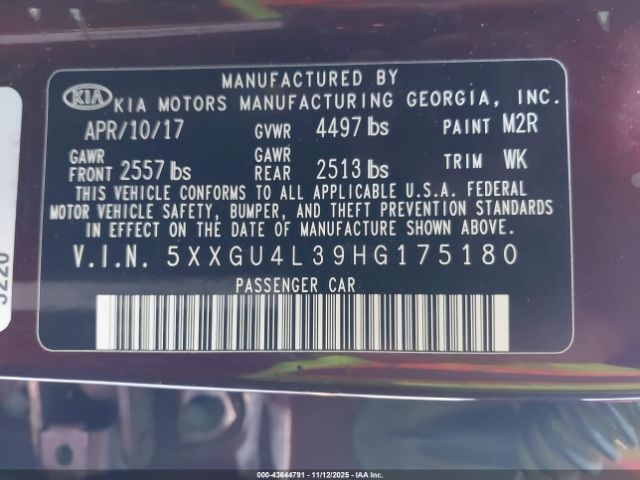 MANUFACTURED BY
KIA KIA MOTORS MANUFACTURING GEORGIA, INC.
APR/10/17 GVWR 4497 lbs PAINT M2R
GAWR FRONT 2557 lbs GAWR REAR 2513 lbs TRIM WK
THIS VEHICLE CONFORMS TO ALL APPLICABLE U.S.A. FEDERAL
MOTOR VEHICLE SAFETY, BUMPER, AND THEFT PREVENTION STANDARDS
IN EFFECT ON THE DATE OF MANUFACTURE SHOWN ABOVE.
V.I.N. 5XXGU4L39HG175180
PASSENGER CAR
000-43644791 - 11/12/2025 - IAAI.com